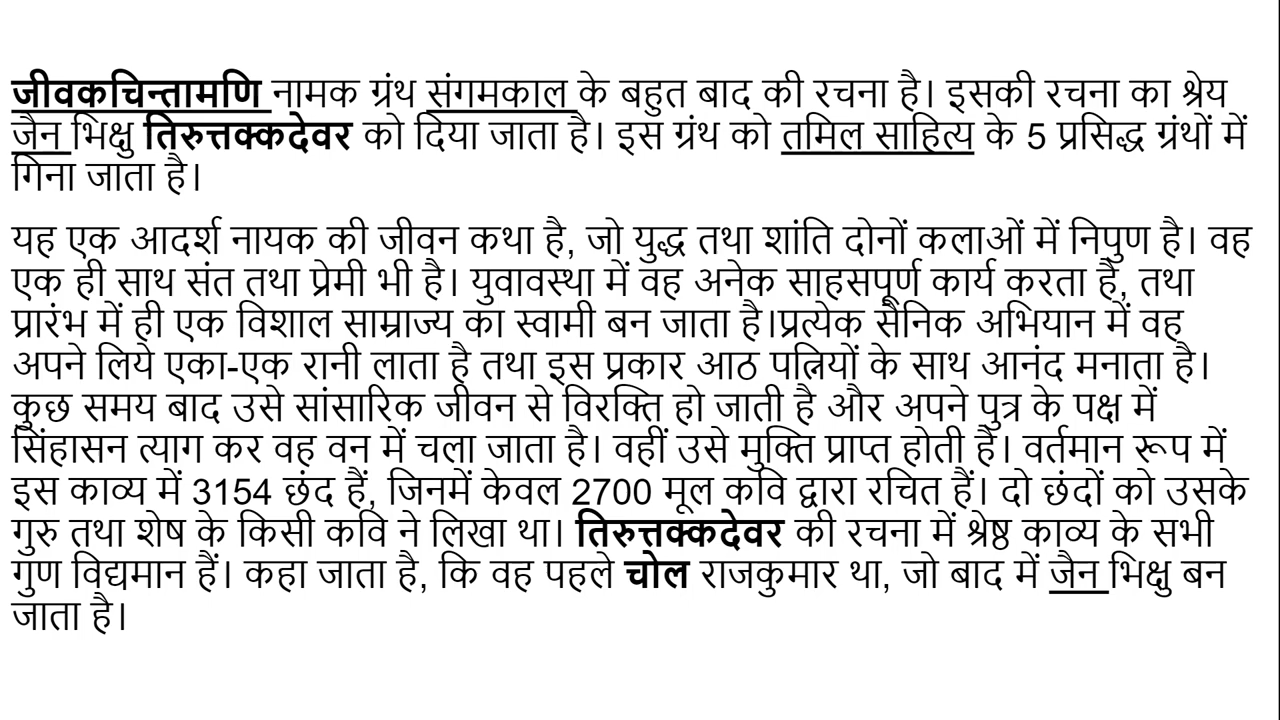 जीवकचिन्तामणि नामक ग्रंथ संगमकाल के बहुत बाद की रचना है। इसकी रचना का श्रेय
जैन भिक्षु तिरुत्तक्कदेवर को दिया जाता है। इस ग्रंथ को तमिल साहित्य के 5 प्रसिद्ध ग्रंथों में
गिना जाता है।
यह एक आदर्श नायक की जीवन कथा है, जो युद्ध तथा शांति दोनों कलाओं में निपुण है। वह
एक ही साथ संत तथा प्रेमी भी है। युवावस्था में वह अनेक साहसपूर्ण कार्य करता है, तथा
प्रारंभ में ही एक विशाल साम्राज्य का स्वामी बन जाता है।प्रत्येक सैनिक अभियान में वह
अपने लिये एका-एक रानी लाता है तथा इस प्रकार आठ पत्नियों के साथ आनंद मनाता है।
कुछ समय बाद उसे सांसारिक जीवन से विरक्ति हो जाती है और अपने पुत्र के पक्ष में
सिंहासन त्याग कर वह वन में चला जाता है। वहीं उसे मुक्ति प्राप्त होती है। वर्तमान रूप में
इस काव्य में 3154 छंद हैं, जिनमें केवल 2700 मूल कवि द्वारा रचित हैं। दो छंदों को उसके
गुरु तथा शेष के किसी कवि ने लिखा था। तिरुत्तक्कदेवर की रचना में श्रेष्ठ काव्य के सभी
गुण विद्यमान हैं। कहा जाता है, कि वह पहले चोल राजकुमार था, जो बाद में जैन भिक्षु बन
जाता है।